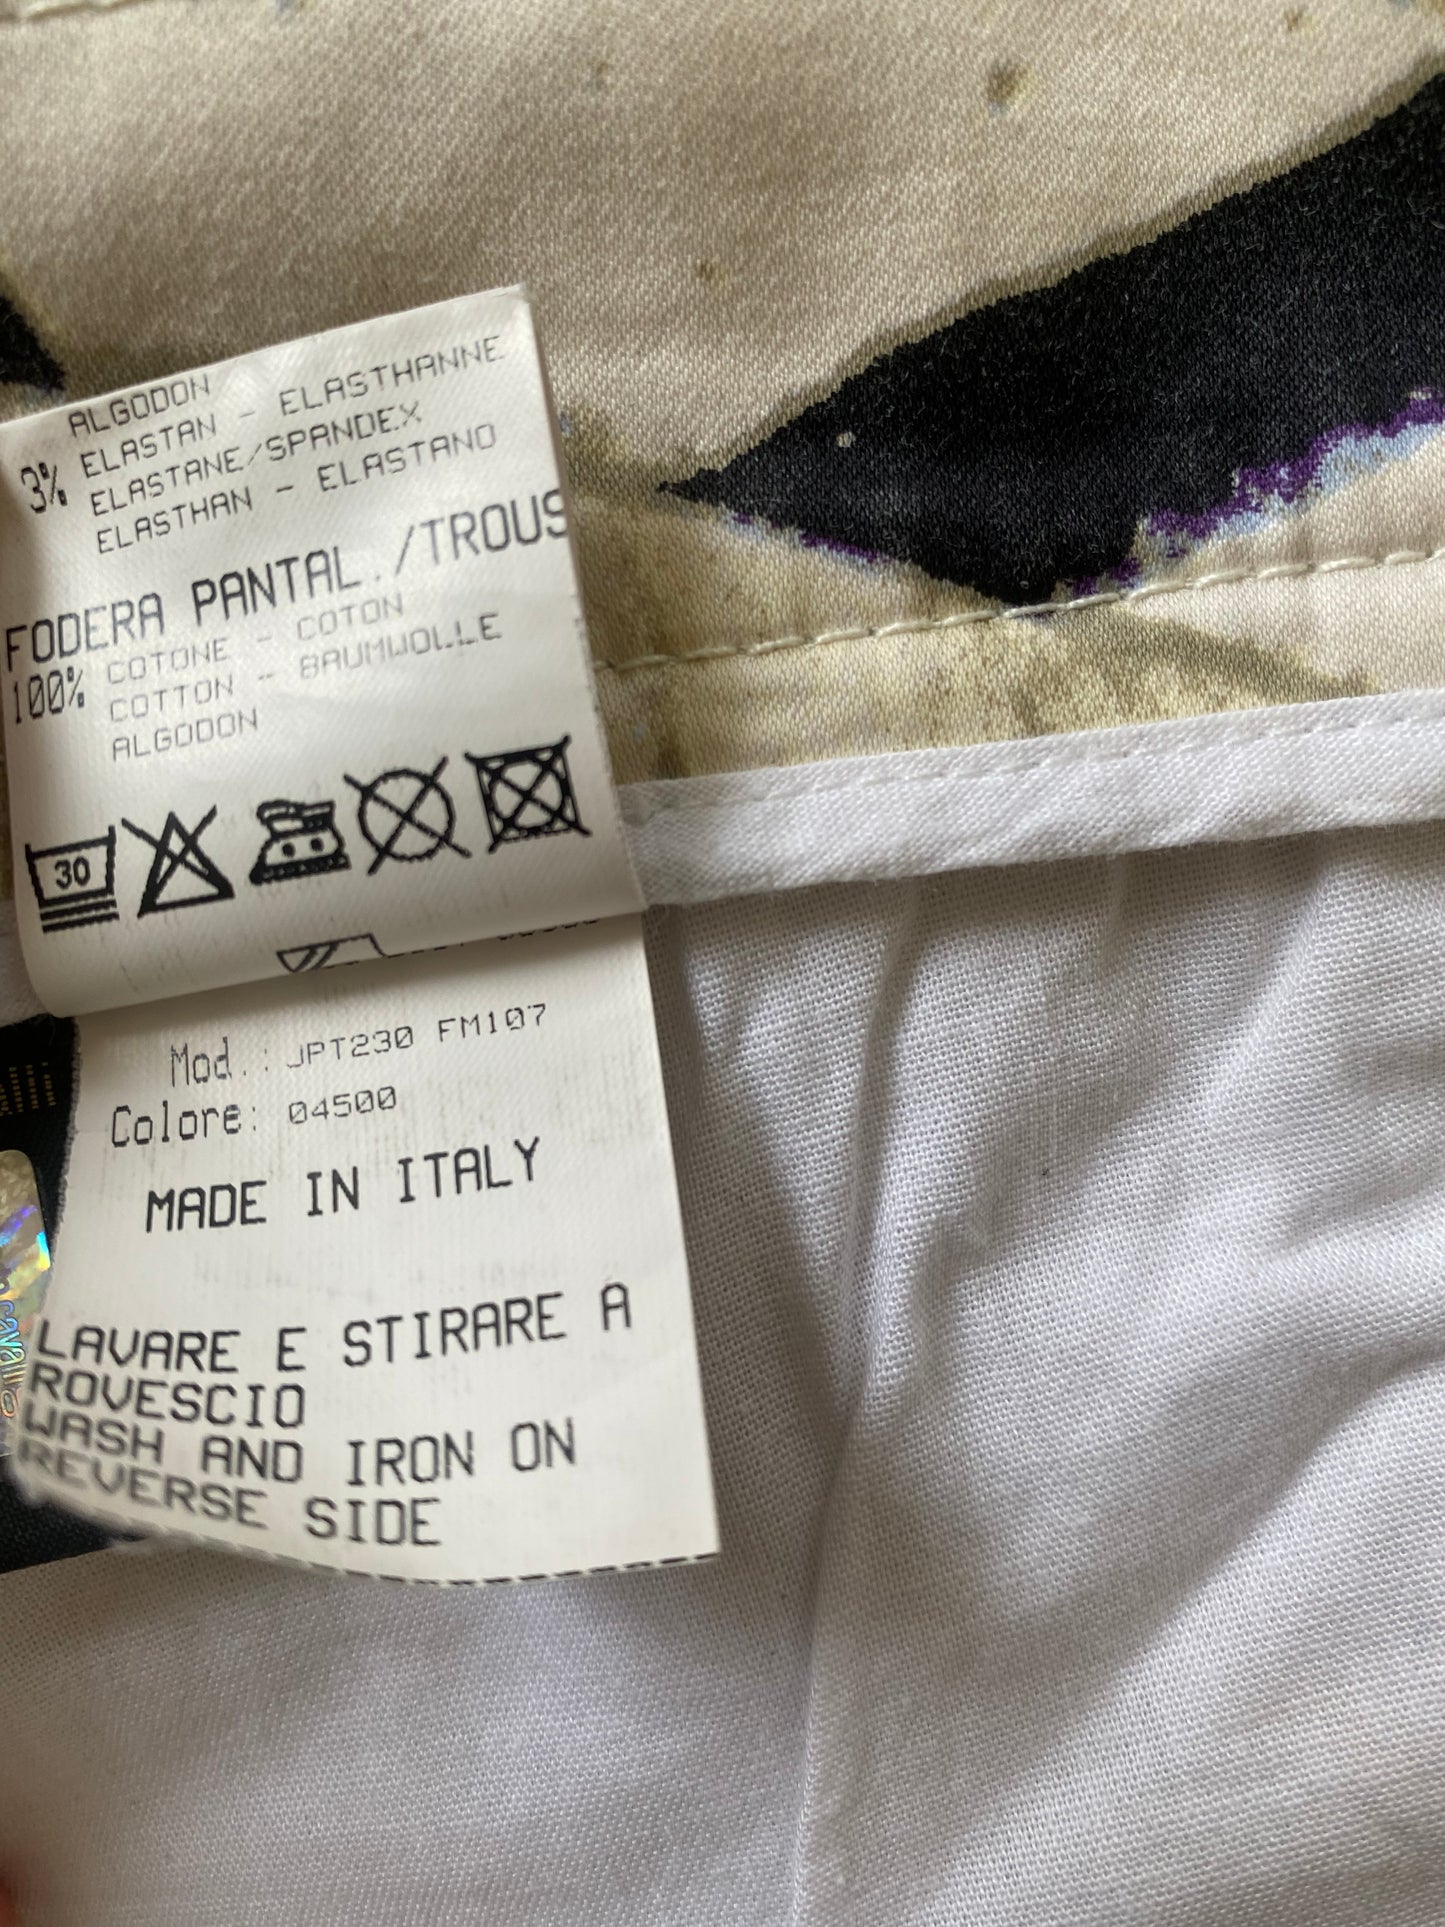 ALGODON
3% ELASTAN - ELASTHANNE
ELASTANE/SPANDEX
ELASTHAN - ELASTANO
FODERA PANTAL./TROUS
100% COTONE - COTON
COTTON - BAUMWOLLE
ALGODON
30
Mod.: JPT230 FM107
Colore: 04500
MADE IN ITALY
LAVARE E STIRARE A
ROVESCIO
WASH AND IRON ON
REVERSE SIDE